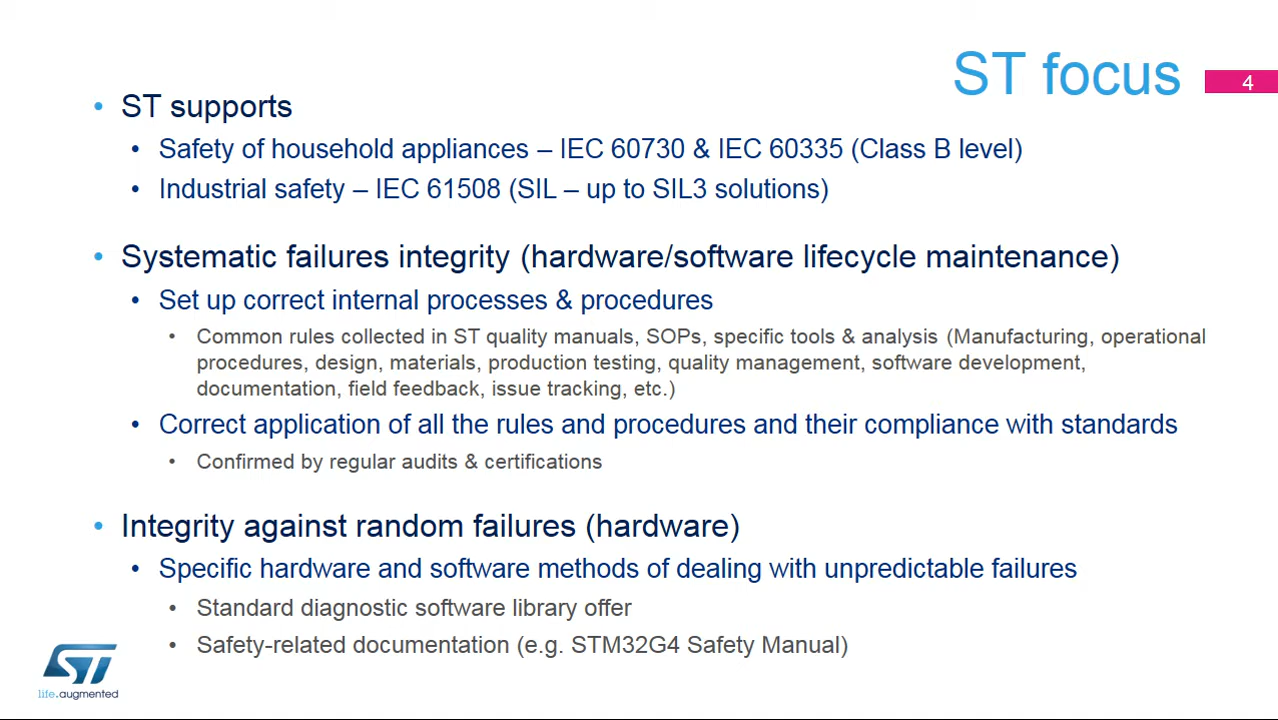 ST focus
4
• ST supports
• Safety of household appliances – IEC 60730 & IEC 60335 (Class B level)
• Industrial safety – IEC 61508 (SIL – up to SIL3 solutions)
• Systematic failures integrity (hardware/software lifecycle maintenance)
• Set up correct internal processes & procedures
• Common rules collected in ST quality manuals, SOPs, specific tools & analysis (Manufacturing, operational
procedures, design, materials, production testing, quality management, software development,
documentation, field feedback, issue tracking, etc.)
• Correct application of all the rules and procedures and their compliance with standards
• Confirmed by regular audits & certifications
• Integrity against random failures (hardware)
• Specific hardware and software methods of dealing with unpredictable failures
• Standard diagnostic software library offer
• Safety-related documentation (e.g. STM32G4 Safety Manual)
ST
life.augmented